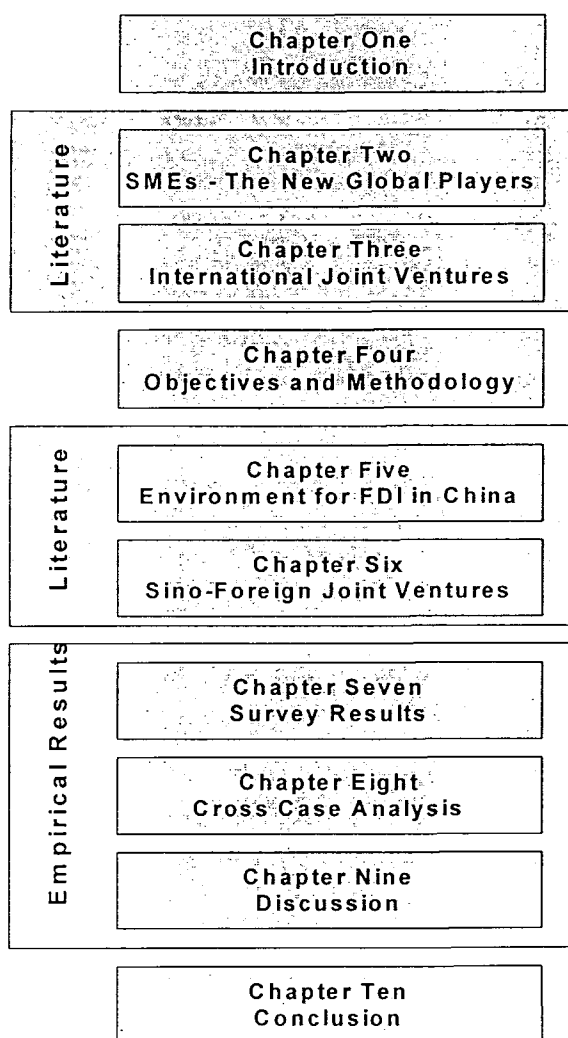 Chapter One
Introduction
Literature
Chapter Two
SMEs - The New Global Players
Chapter Three
International Joint Ventures
Chapter Four
Objectives and Methodology
Literature
Chapter Five
Environment for FDI in China
Chapter Six
Sino-Foreign Joint Ventures
Empirical Results
Chapter Seven
Survey Results
Chapter Eight
Cross Case Analysis
Chapter Nine
Discussion
Chapter Ten
Conclusion